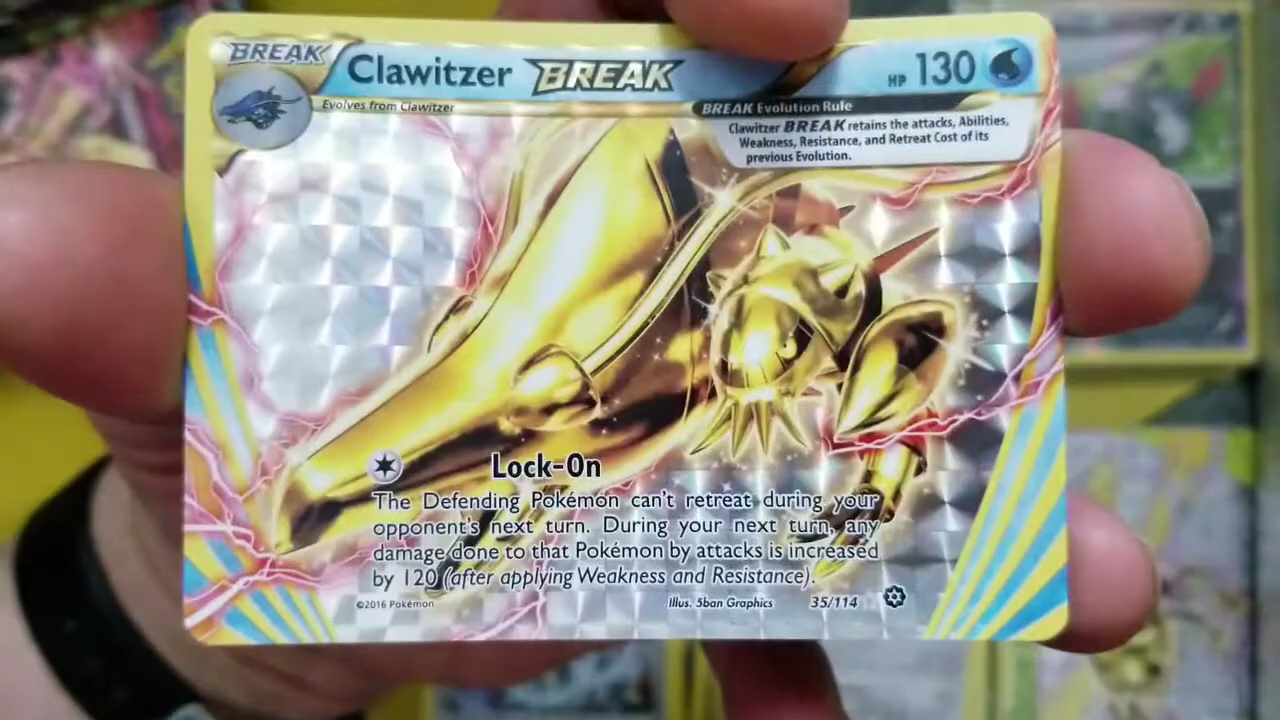 BREAK
Clawitzer BREAK
HP 130
Evolves from Clawitzer
BREAK Evolution Rule
Clawitzer BREAK retains the attacks, Abilities,
Weakness, Resistance, and Retreat Cost of its
previous Evolution.
Lock-On
The Defending Pokémon can't retreat during your
opponent's next turn. During your next turn, any
damage done to that Pokémon by attacks is increased
by 120 (after applying Weakness and Resistance).
©2016 Pokémon
Illus. 5ban Graphics
35/114